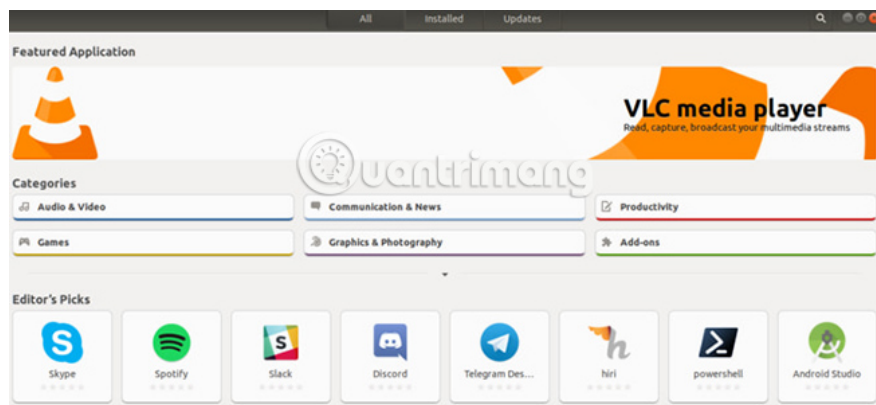 All Installed Updates
Featured Application
VLC media player
Read, capture, broadcast your multimedia streams
Quantrimang
Categories
Audio & Video Communication & News Productivity
Games Graphics & Photography Add-ons
Editor's Picks
Skype Spotify Slack Discord Telegram Des... hiri powershell Android Studio